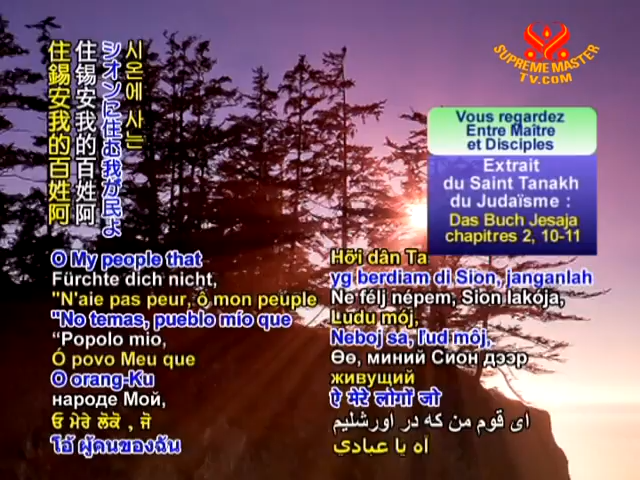 시온에 사는
シオンに住む我が民よ
住锡安我的百姓阿
住錫安我的百姓阿
SUPREME MASTER
TV.COM
Vous regardez
Entre Maître
et Disciples
Extrait
du Saint Tanakh
du Judaïsme :
Das Buch Jesaja
chapitres 2, 10-11
O My people that
Fürchte dich nicht,
"N'aie pas peur, ô mon peuple
"No temas, pueblo mío que
“Popolo mio,
Ó povo Meu que
O orang-Ku
народе Мой,
ਓ ਮੇਰੇ ਲੋਕੋ , ਜੋ
โอ้ ผู้คนของฉัน
Hỡi dân Ta
yg berdiam di Sion, janganlah
Ne félj népem, Sion lakója,
Ľudu môj,
Neboj sa, ľud môj,
Өө, миний Сион дээр
живущий
ऐ मेरे लोगों जो
ای قوم من که در اورشلیم
آه يا عبادي